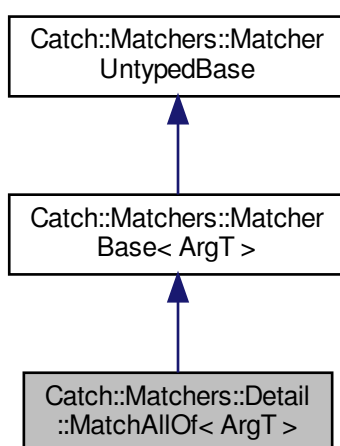 Catch::Matchers::Matcher
UntypedBase
Catch::Matchers::Matcher
Base< ArgT >
Catch::Matchers::Detail
::MatchAllOf< ArgT >